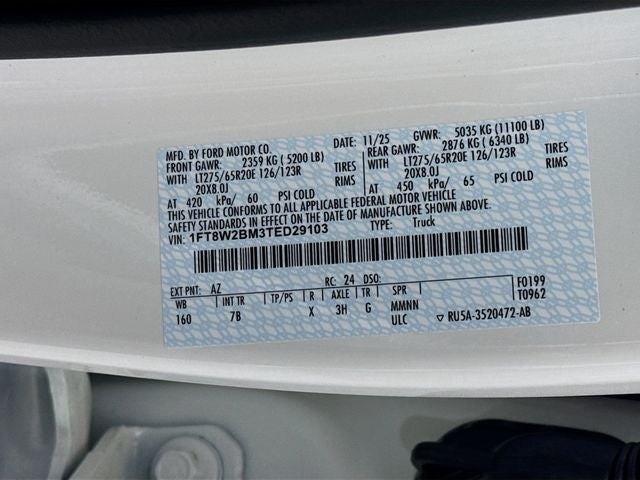 MFD. BY FORD MOTOR CO. DATE: 11/25 GVWR: 5035 KG (11100 LB)
FRONT GAWR: 2359 KG ( 5200 LB) REAR GAWR: 2876 KG ( 6340 LB)
WITH LT275/65R20E 126/123R TIRES WITH LT275/65R20E 126/123R TIRES
20X8.0J RIMS 20X8.0J RIMS
AT 420 kPa/ 60 PSI COLD AT 450 kPa/ 65 PSI COLD
THIS VEHICLE CONFORMS TO ALL APPLICABLE FEDERAL MOTOR VEHICLE
SAFETY STANDARDS IN EFFECT ON THE DATE OF MANUFACTURE SHOWN ABOVE.
VIN: 1FT8W2BM3TED29103 TYPE: Truck
EXT PNT: AZ RC: 24 DSO: F0199
WB INT TR TP/PS R AXLE TR SPR T0962
160 7B X 3H G MMNN
ULC ▽ RU5A-3520472-AB